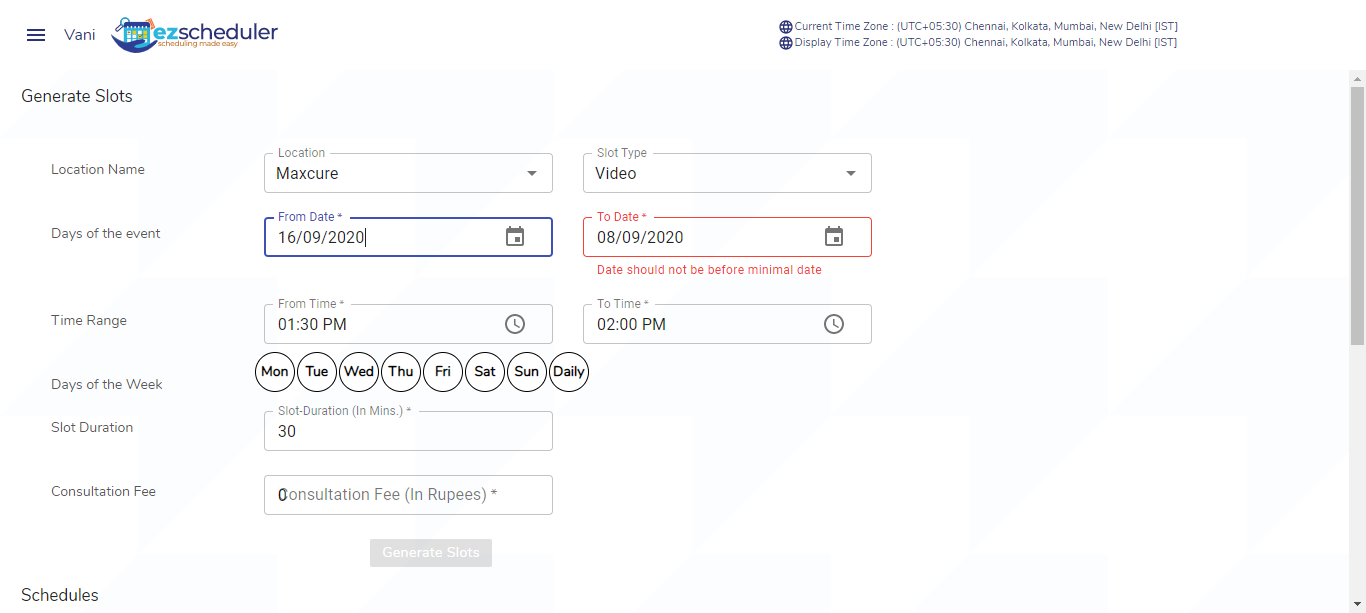 Vani
ezscheduler
scheduling made easy
Current Time Zone : (UTC+05:30) Chennai, Kolkata, Mumbai, New Delhi [IST]
Display Time Zone : (UTC+05:30) Chennai, Kolkata, Mumbai, New Delhi [IST]
Generate Slots
Location Name
Location
Maxcure
Slot Type
Video
Days of the event
From Date *
16/09/2020
To Date *
08/09/2020
Date should not be before minimal date
Time Range
From Time *
01:30 PM
To Time *
02:00 PM
Days of the Week
Mon Tue Wed Thu Fri Sat Sun Daily
Slot Duration
Slot-Duration (In Mins.) *
30
Consultation Fee
0
Consultation Fee (In Rupees) *
Generate Slots
Schedules